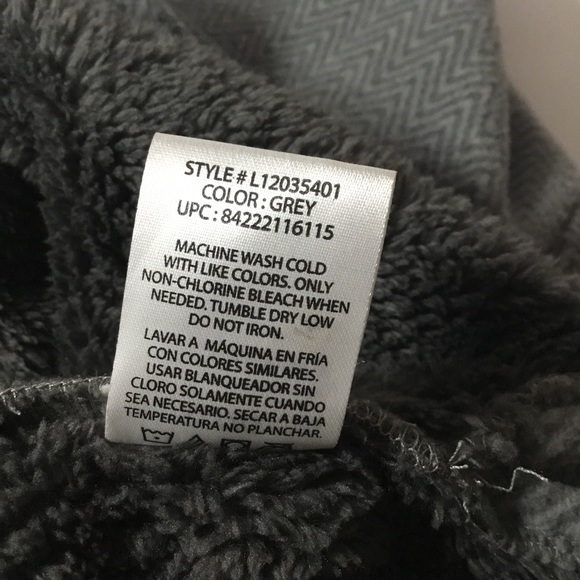 STYLE # L12035401
COLOR : GREY
UPC : 84222116115
MACHINE WASH COLD
WITH LIKE COLORS. ONLY
NON-CHLORINE BLEACH WHEN
NEEDED. TUMBLE DRY LOW
DO NOT IRON.
LAVAR A MÁQUINA EN FRÍA
CON COLORES SIMILARES.
USAR BLANQUEADOR SIN
CLORO SOLAMENTE CUANDO
SEA NECESARIO. SECAR A BAJA
TEMPERATURA NO PLANCHAR.